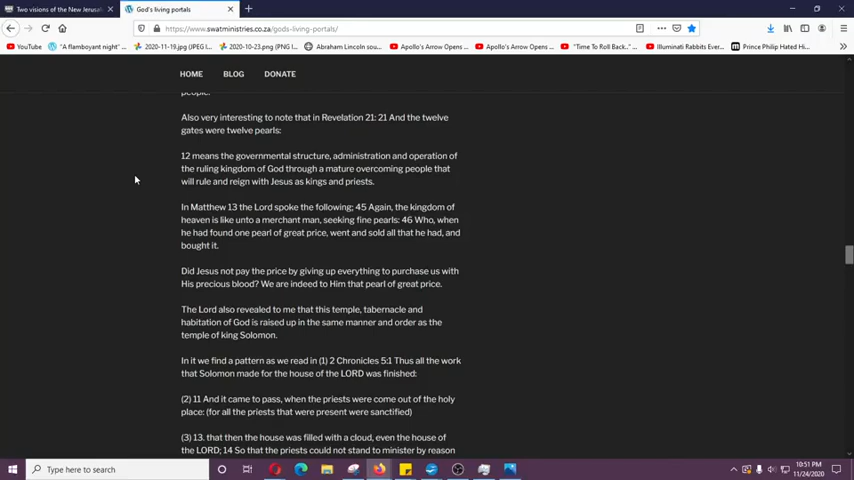 Two visions of the New Jerusal
God's living portals
https://www.swatministries.co.za/gods-living-portals/
YouTube
"A flamboyant night" ...
2020-11-19.jpg (JPEG I...
2020-10-23.png (PNG I...
Abraham Lincoln sou...
Apollo's Arrow Opens ...
Apollo's Arrow Opens ...
"Time To Roll Back"...
Illuminati Rabbits Eve...
Prince Philip Hated Hi...
HOME BLOG DONATE
people.
Also very interesting to note that in Revelation 21: 21 And the twelve
gates were twelve pearls:
12 means the governmental structure, administration and operation of
the ruling kingdom of God through a mature overcoming people that
will rule and reign with Jesus as kings and priests.
In Matthew 13 the Lord spoke the following; 45 Again, the kingdom of
heaven is like unto a merchant man, seeking fine pearls: 46 Who, when
he had found one pearl of great price, went and sold all that he had, and
bought it.
Did Jesus not pay the price by giving up everything to purchase us with
His precious blood? We are indeed to Him that pearl of great price.
The Lord also revealed to me that this temple, tabernacle and
habitation of God is raised up in the same manner and order as the
temple of king Solomon.
In it we find a pattern as we read in (1) 2 Chronicles 5:1 Thus all the work
that Solomon made for the house of the LORD was finished:
(2) 11 And it came to pass, when the priests were come out of the holy
place: (for all the priests that were present were sanctified)
(3) 13. that then the house was filled with a cloud, even the house of
the LORD; 14 So that the priests could not stand to minister by reason
Type here to search
10:51 PM
11/24/2020